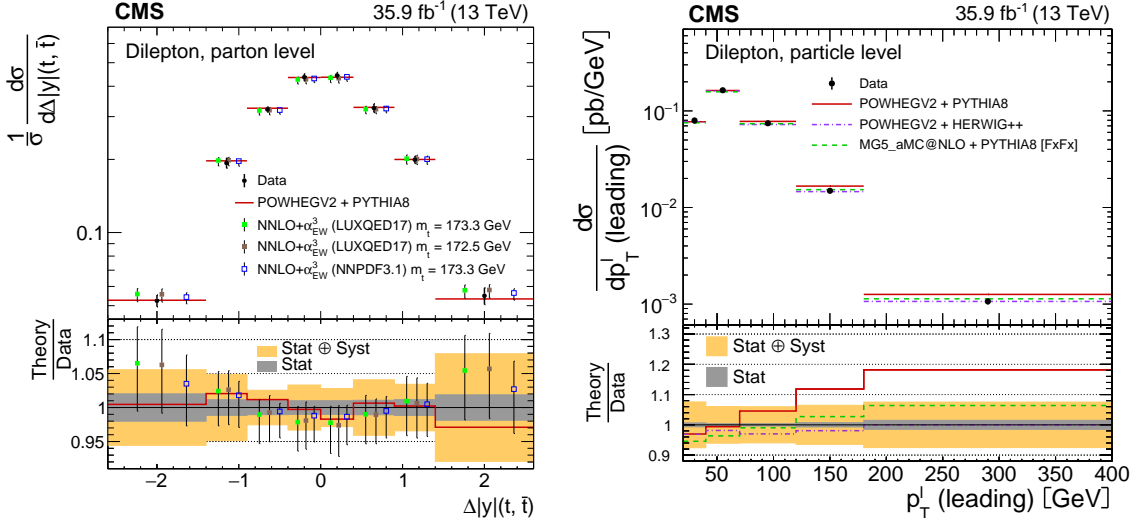 CMS 35.9 fb⁻¹ (13 TeV)
Dilepton, parton level
1/σ dσ/dΔ|y|(t, t̄)
0.1
Data
POWHEGV2 + PYTHIA8
NNLO+α³EW (LUXQED17) mt = 173.3 GeV
NNLO+α³EW (LUXQED17) mt = 172.5 GeV
NNLO+α³EW (NNPDF3.1) mt = 173.3 GeV
Theory/Data
1.1
1.05
1
0.95
Stat ⊕ Syst
Stat
−2 −1 0 1 2
Δ|y|(t, t̄)
CMS 35.9 fb⁻¹ (13 TeV)
Dilepton, particle level
dσ/dpTˡ (leading) [pb/GeV]
10⁻¹
10⁻²
10⁻³
Data
POWHEGV2 + PYTHIA8
POWHEGV2 + HERWIG++
MG5_aMC@NLO + PYTHIA8 [FxFx]
Theory/Data
1.3
1.2
1.1
1
0.9
Stat ⊕ Syst
Stat
50 100 150 200 250 300 350 400
pTˡ (leading) [GeV]